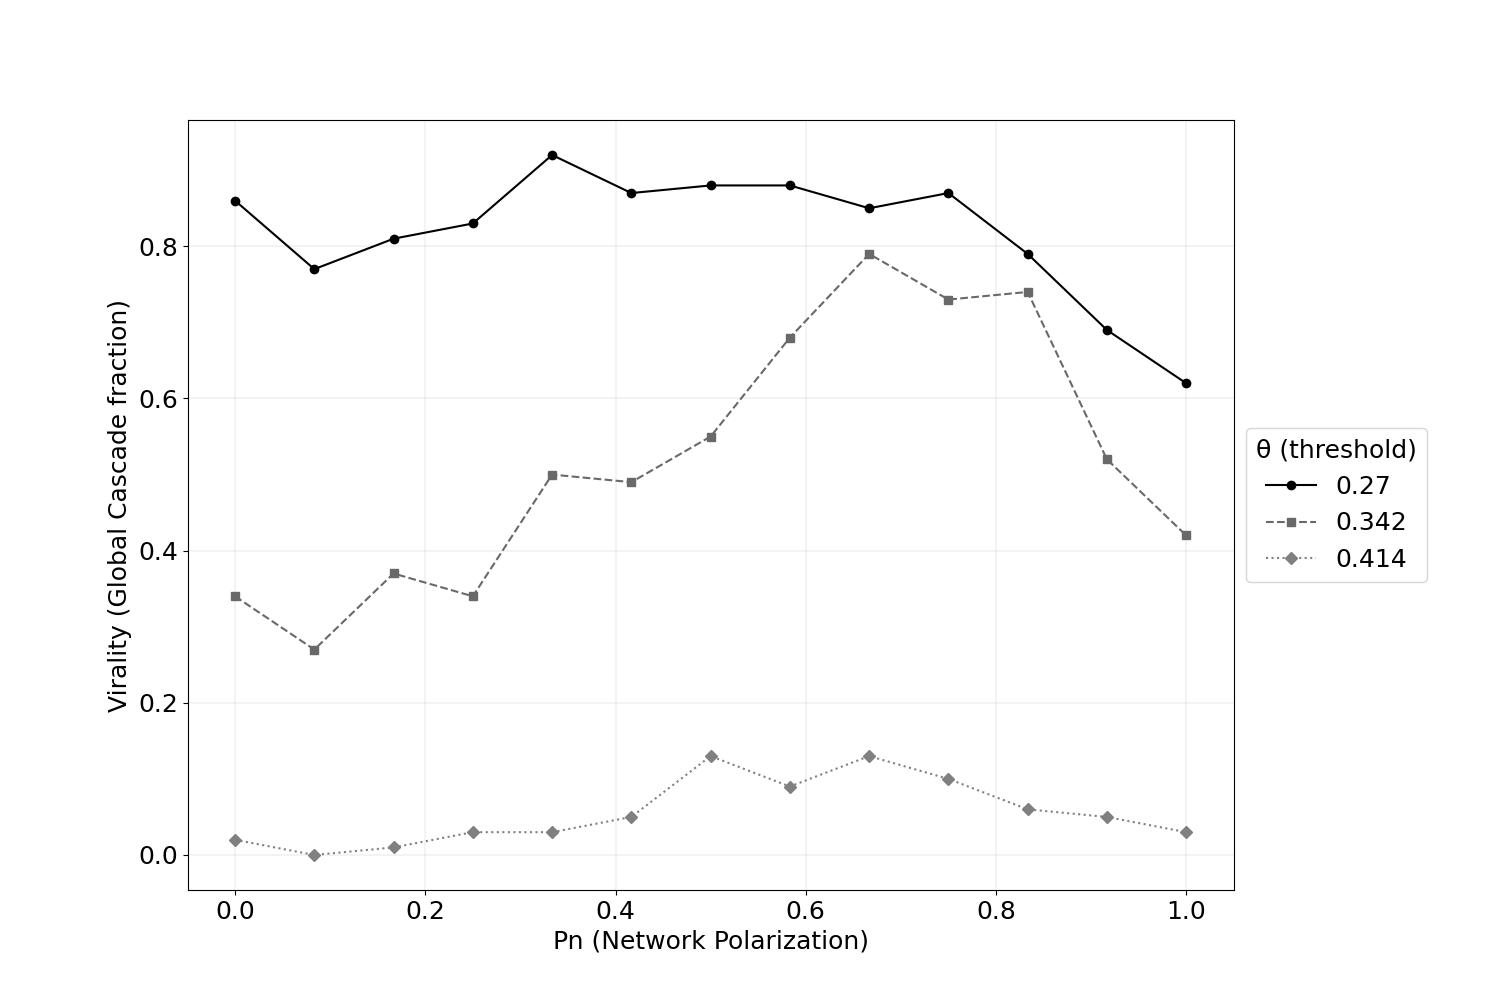 Virality (Global Cascade fraction)
0.8
0.6
0.4
0.2
0.0
0.0 0.2 0.4 0.6 0.8 1.0
Pn (Network Polarization)
θ (threshold)
0.27
0.342
0.414